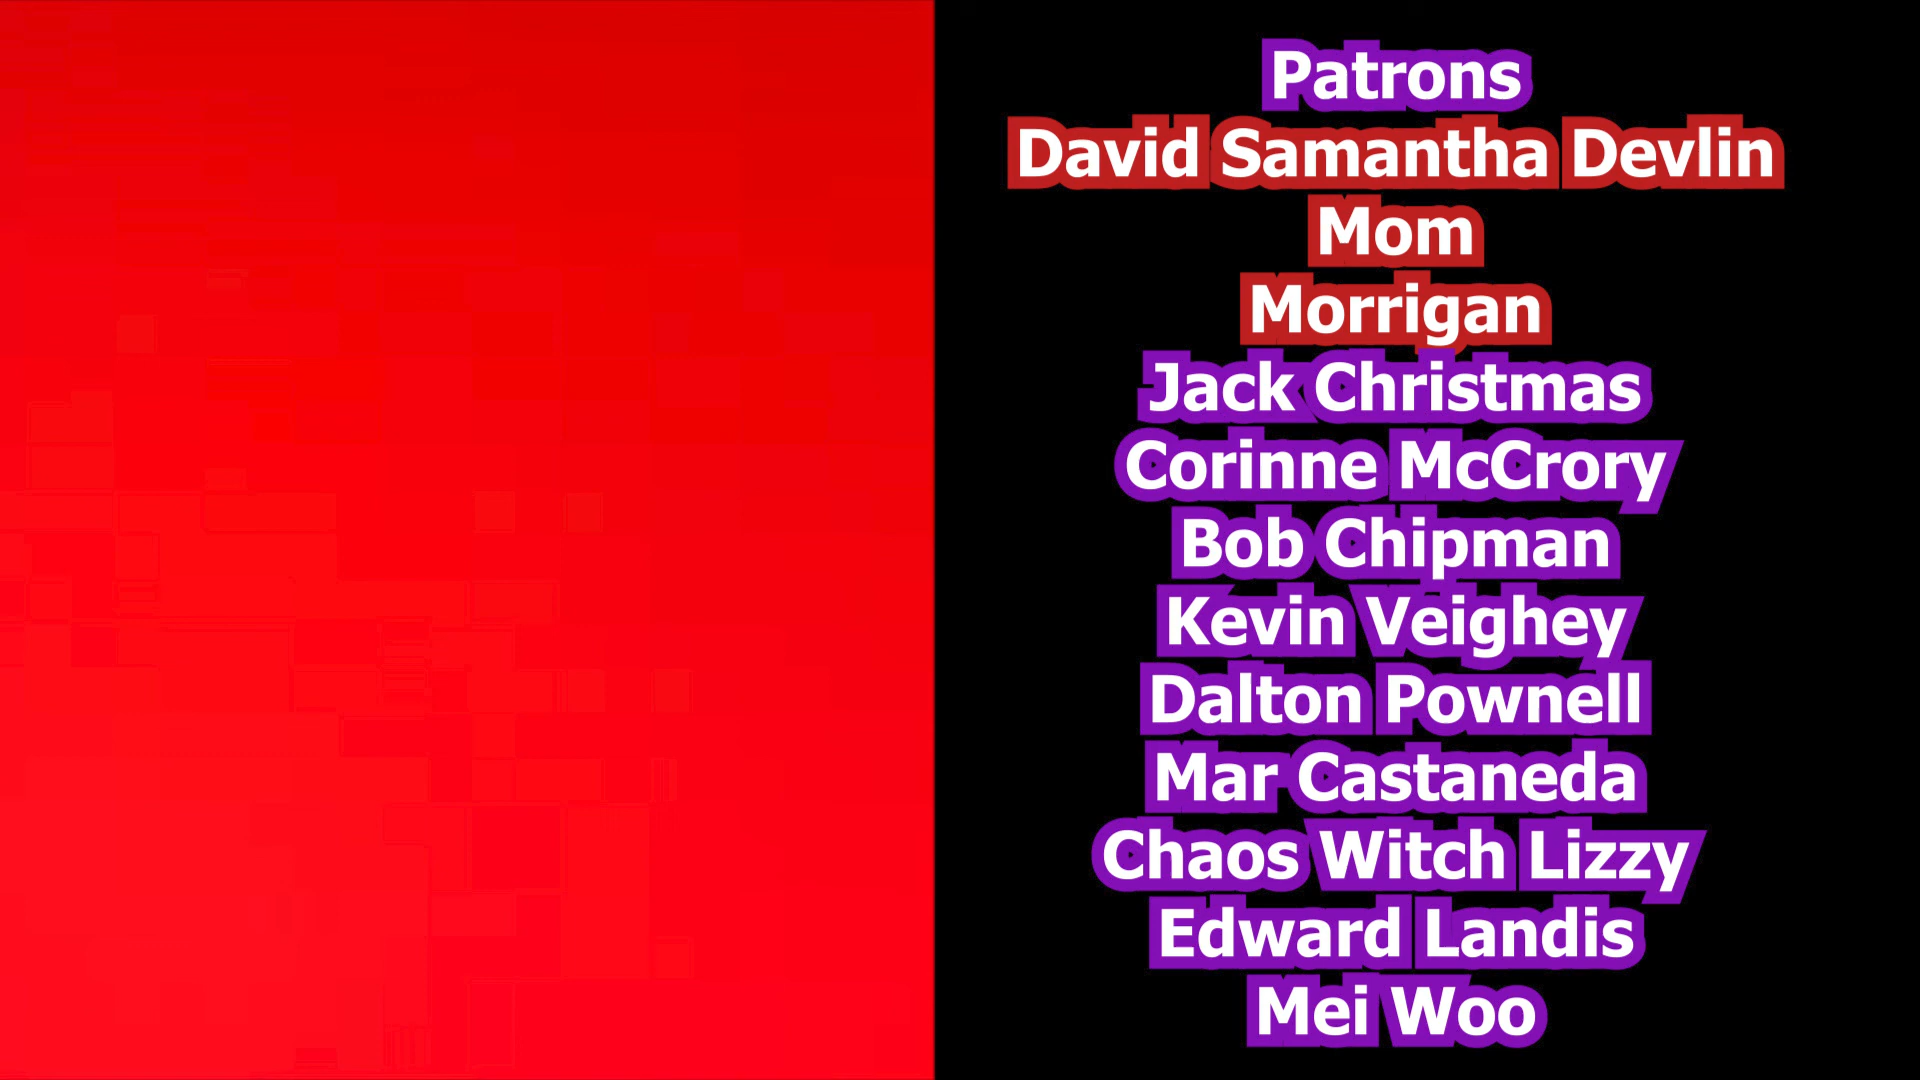 Patrons
David Samantha Devlin
Mom
Morrigan
Jack Christmas
Corinne McCrory
Bob Chipman
Kevin Veighey
Dalton Pownell
Mar Castaneda
Chaos Witch Lizzy
Edward Landis
Mei Woo